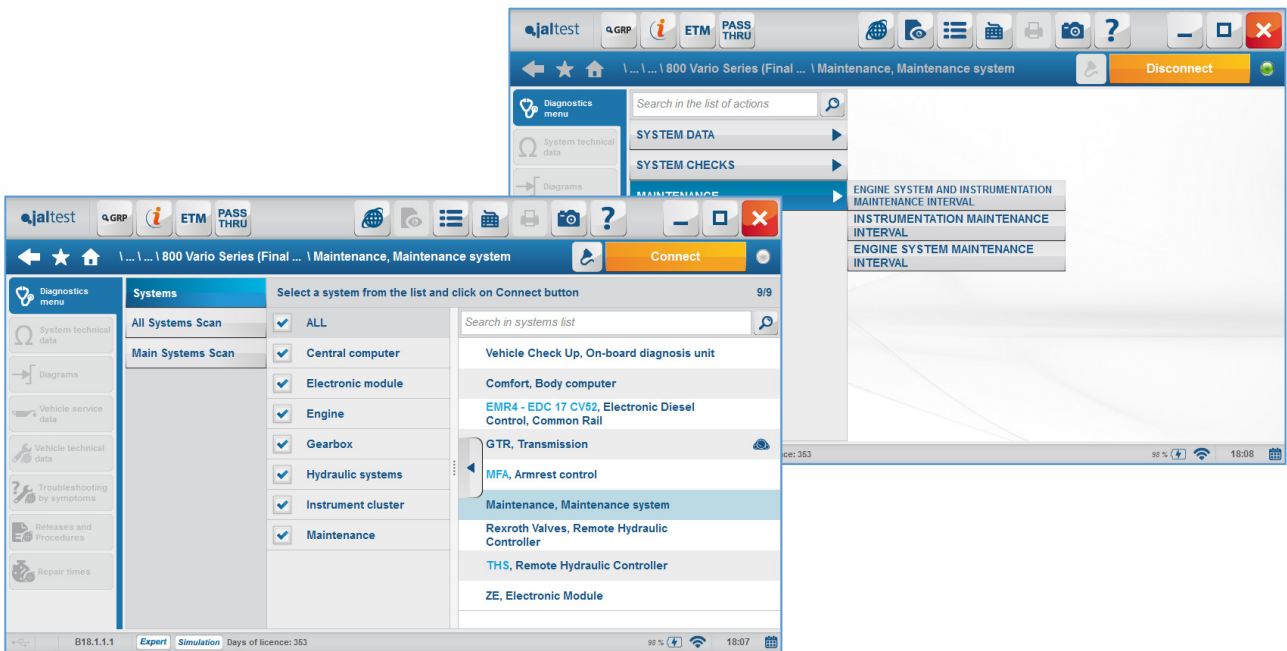 jaltest GRP i ETM PASS THRU ?
\ ... \ ... \ 800 Vario Series (Final ... \ Maintenance, Maintenance system Disconnect
Diagnostics menu
System technical data
Diagrams
Search in the list of actions
SYSTEM DATA
SYSTEM CHECKS
MAINTENANCE
ENGINE SYSTEM AND INSTRUMENTATION
MAINTENANCE INTERVAL
INSTRUMENTATION MAINTENANCE
INTERVAL
ENGINE SYSTEM MAINTENANCE
INTERVAL
nce: 353 98 % 18:08
jaltest GRP i ETM PASS THRU ?
\ ... \ ... \ 800 Vario Series (Final ... \ Maintenance, Maintenance system Connect
Diagnostics menu
System technical data
Diagrams
Vehicle service data
Vehicle technical data
Troubleshooting by symptoms
Releases and Procedures
Repair times
Systems
All Systems Scan
Main Systems Scan
Select a system from the list and click on Connect button 9/9
ALL
Central computer
Electronic module
Engine
Gearbox
Hydraulic systems
Instrument cluster
Maintenance
Search in systems list
Vehicle Check Up, On-board diagnosis unit
Comfort, Body computer
EMR4 - EDC 17 CV52, Electronic Diesel
Control, Common Rail
GTR, Transmission
MFA, Armrest control
Maintenance, Maintenance system
Rexroth Valves, Remote Hydraulic
Controller
THS, Remote Hydraulic Controller
ZE, Electronic Module
B18.1.1.1 Expert Simulation Days of licence: 353 98 % 18:07